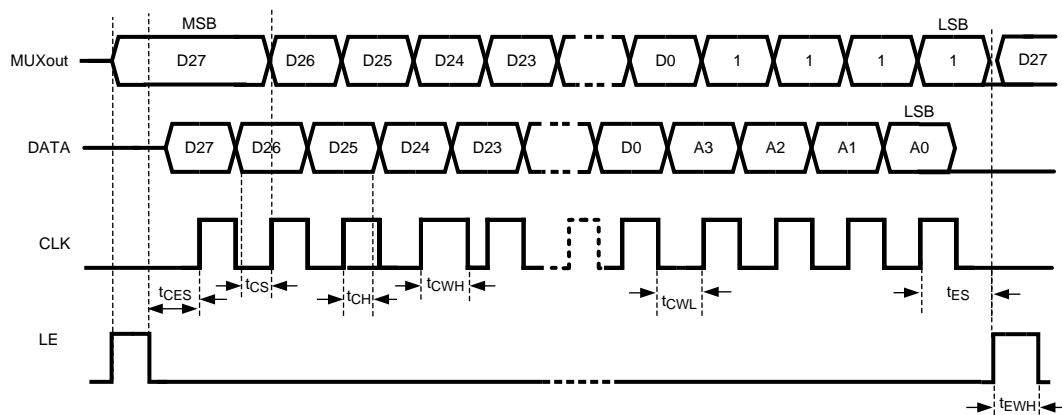 MSB LSB
MUXout D27 D26 D25 D24 D23 D0 1 1 1 1 D27
LSB
DATA D27 D26 D25 D24 D23 D0 A3 A2 A1 A0
CLK
tCES tCS tCH tCWH tCWL tES
LE
tEWH